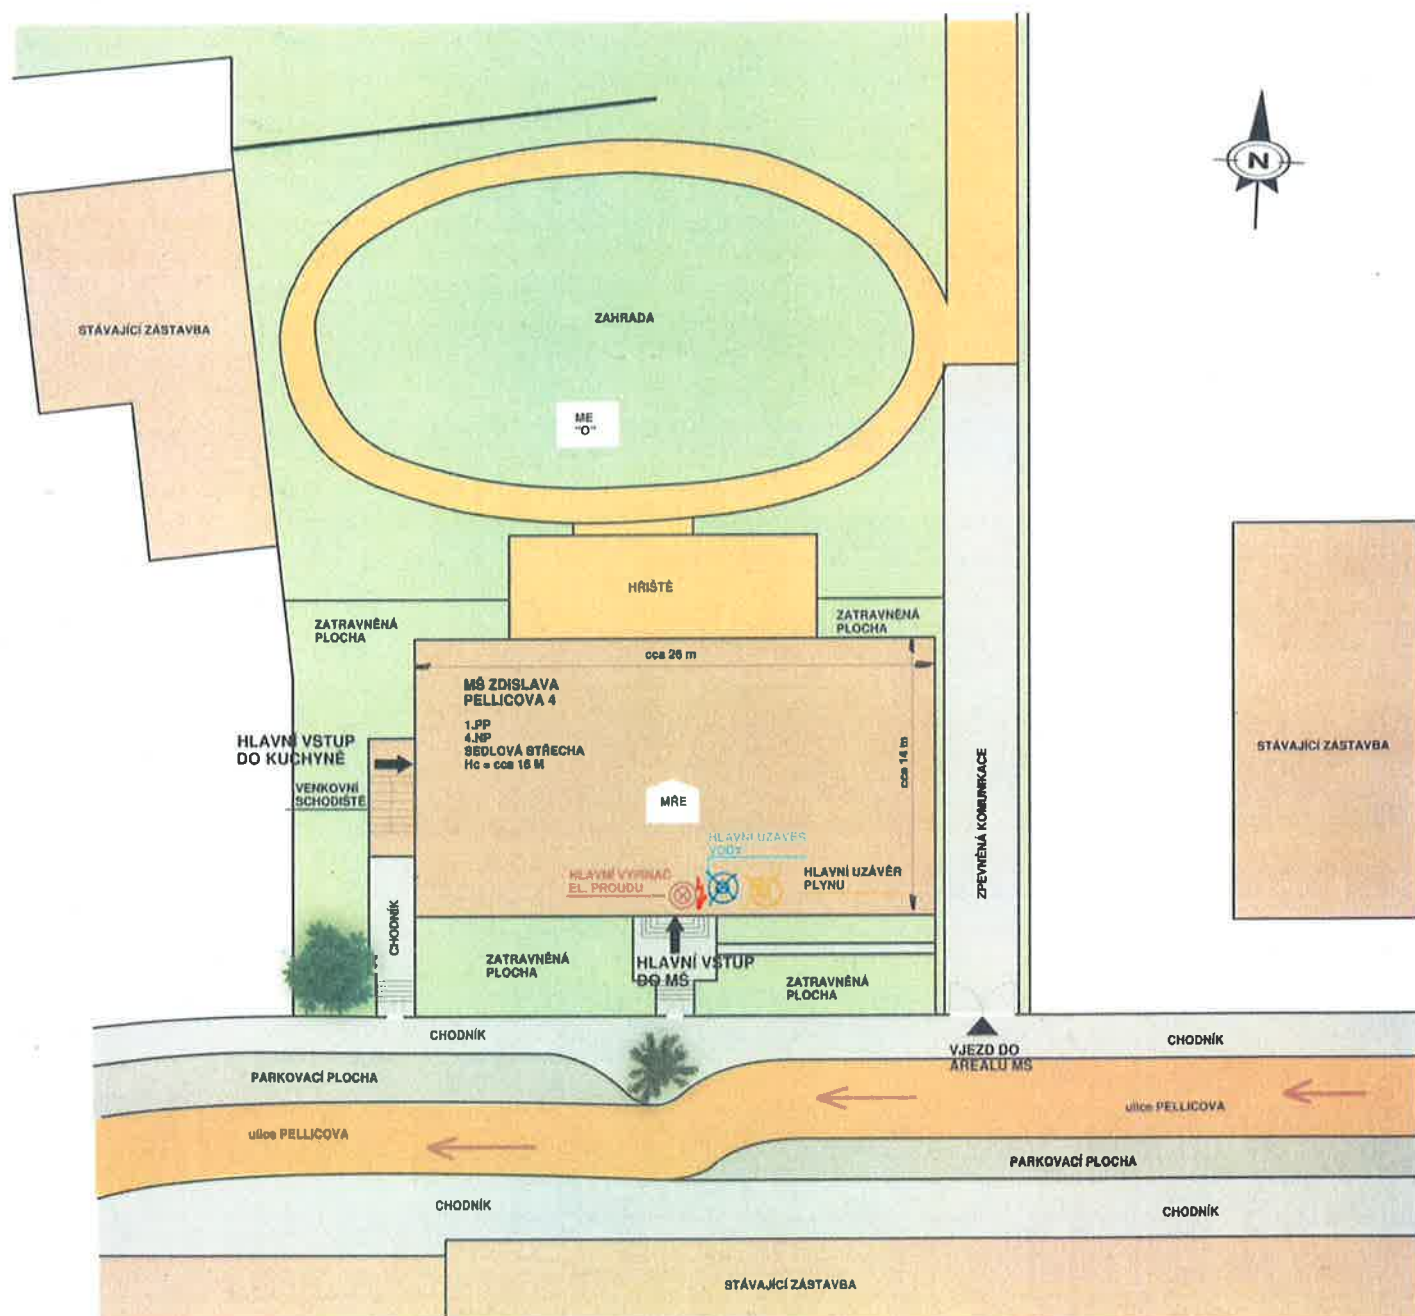 N
STÁVAJÍCÍ ZÁSTAVBA
ZAHRADA
ME
"O"
HŘIŠTĚ
ZATRAVNĚNÁ
PLOCHA
ZATRAVNĚNÁ
PLOCHA
cca 26 m
MŠ ZDISLAVA
PELLICOVA 4
1.PP
4.NP
SEDLOVÁ STŘECHA
Hc = cca 16 M
HLAVNÍ VSTUP
DO KUCHYNĚ
cca 14 m
STÁVAJÍCÍ ZÁSTAVBA
VENKOVNÍ
SCHODIŠTĚ
MŘE
ZPEVNĚNÁ KOMUNIKACE
HLAVNÍ UZÁVĚR
VODY
HLAVNÍ VYPÍNAČ
EL. PROUDU
HLAVNÍ UZÁVĚR
PLYNU
CHODNÍK
ZATRAVNĚNÁ
PLOCHA
HLAVNÍ VSTUP
DO MŠ
ZATRAVNĚNÁ
PLOCHA
CHODNÍK
VJEZD DO
AREÁLU MŠ
CHODNÍK
PARKOVACÍ PLOCHA
ulice PELLICOVA
ulice PELLICOVA
PARKOVACÍ PLOCHA
CHODNÍK
CHODNÍK
STÁVAJÍCÍ ZÁSTAVBA